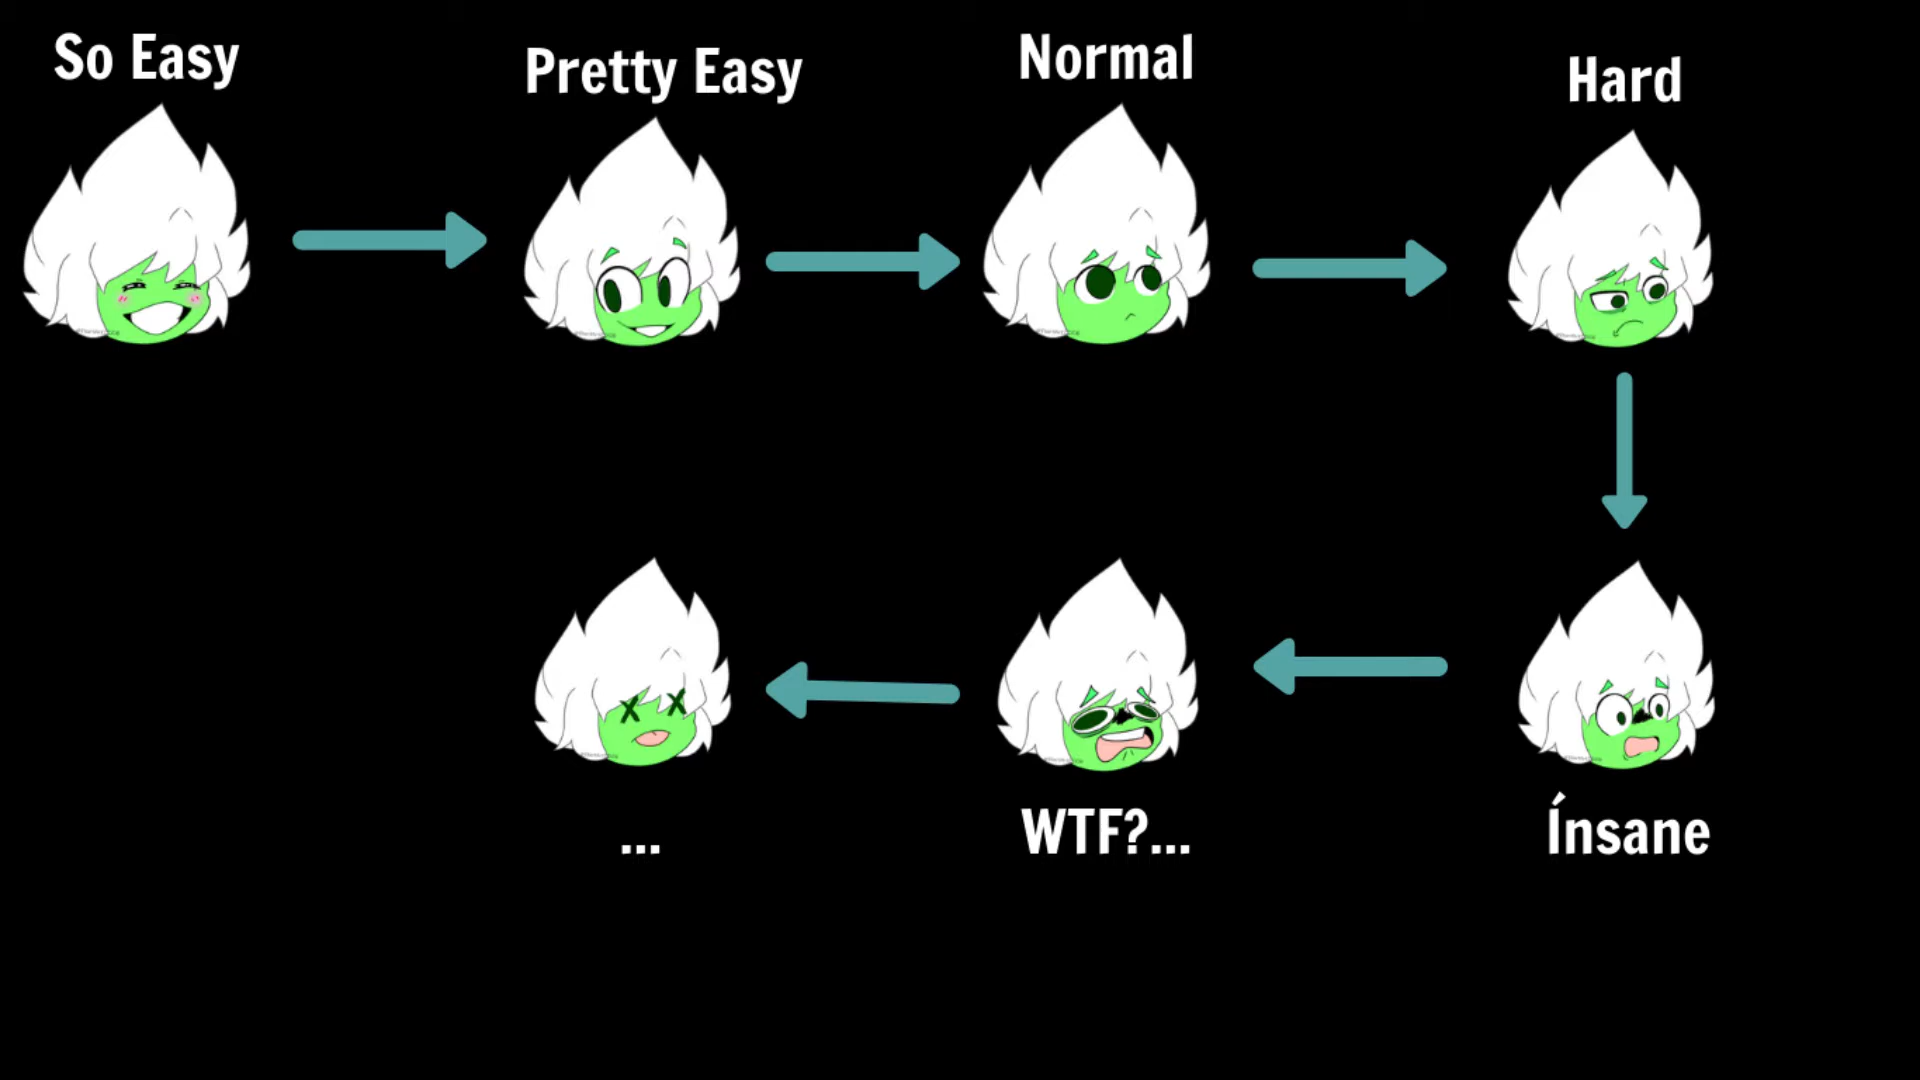 So Easy
Pretty Easy
Normal
Hard
Ínsane
WTF?...
...